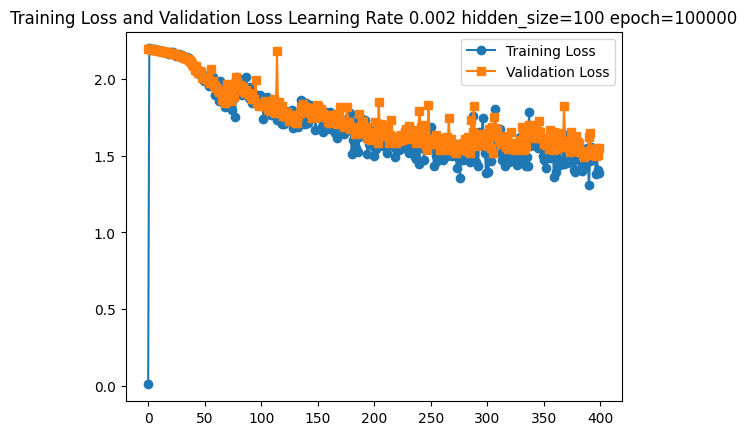 Training Loss and Validation Loss Learning Rate 0.002 hidden_size=100 epoch=100000
Training Loss
Validation Loss
2.0
1.5
1.0
0.5
0.0
0 50 100 150 200 250 300 350 400